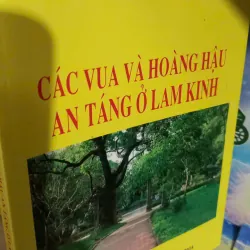 CÁC VUA VÀ HOÀNG HẬU
AN TÁNG Ở LAM KINH